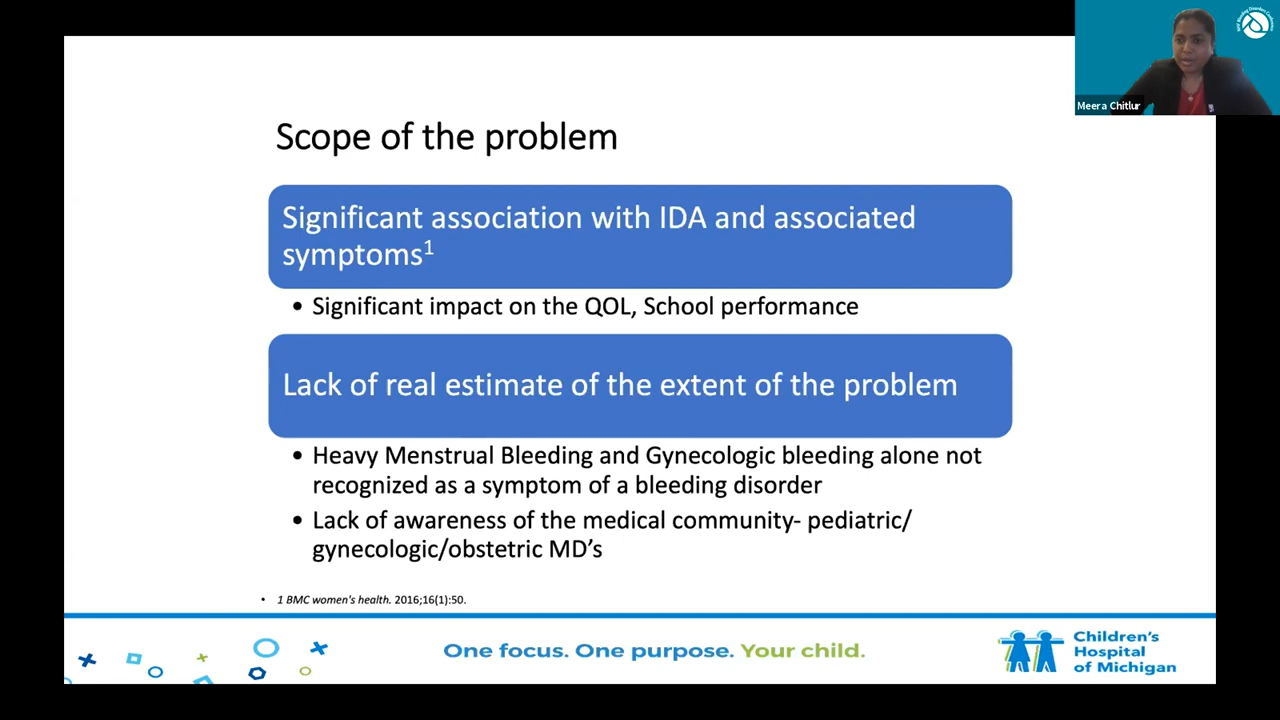 Meera Chitlur
Scope of the problem
Significant association with IDA and associated
symptoms1
• Significant impact on the QOL, School performance
Lack of real estimate of the extent of the problem
• Heavy Menstrual Bleeding and Gynecologic bleeding alone not
recognized as a symptom of a bleeding disorder
• Lack of awareness of the medical community- pediatric/
gynecologic/obstetric MD's
• 1 BMC women's health. 2016;16(1):50.
One focus. One purpose. Your child.
Children's
Hospital
of Michigan